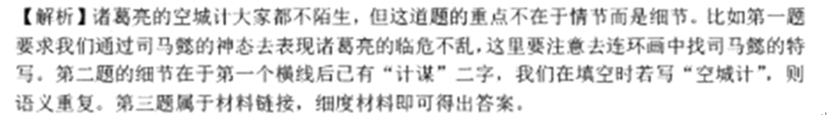 【解析】诸葛亮的空城计大家都不陌生，但这道题的重点不在于情节而是细节。比如第一题
要求我们通过司马懿的神态去表现诸葛亮的临危不乱，这里要注意去连环画中找司马懿的特
写。第二题的细节在于第一个横线后已有“计谋”二字，我们在填空时若写“空城计”，则
语义重复。第三题属于材料链接，细度材料即可得出答案。